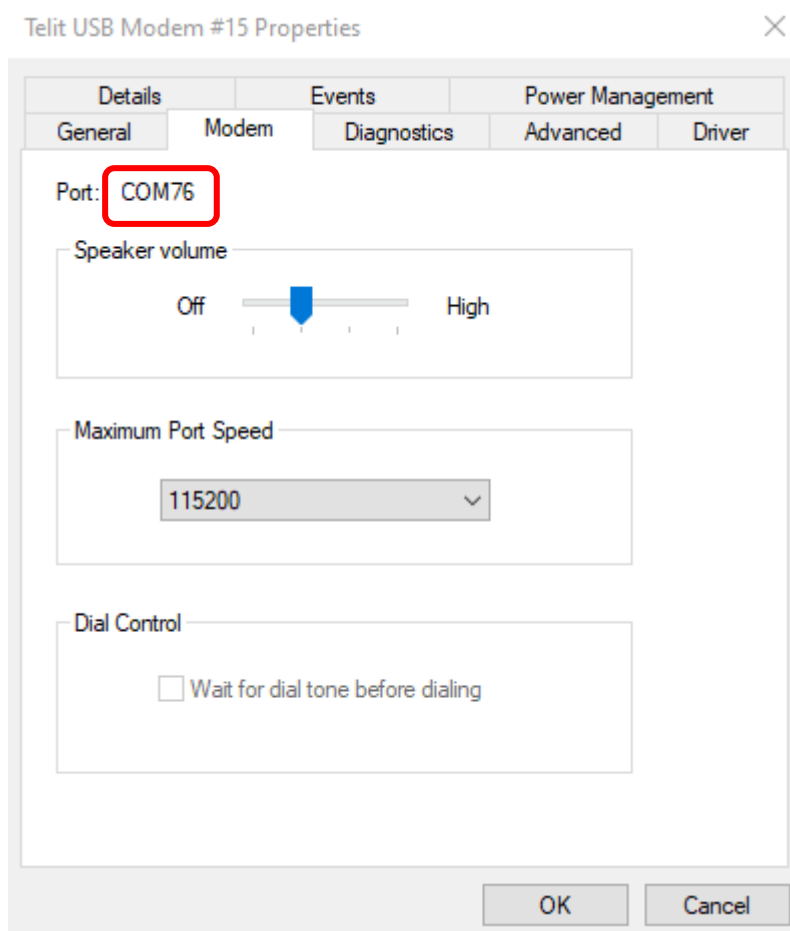 Telit USB Modem #15 Properties
Details Events Power Management
General Modem Diagnostics Advanced Driver
Port: COM76
Speaker volume
Off High
Maximum Port Speed
115200
Dial Control
Wait for dial tone before dialing
OK Cancel